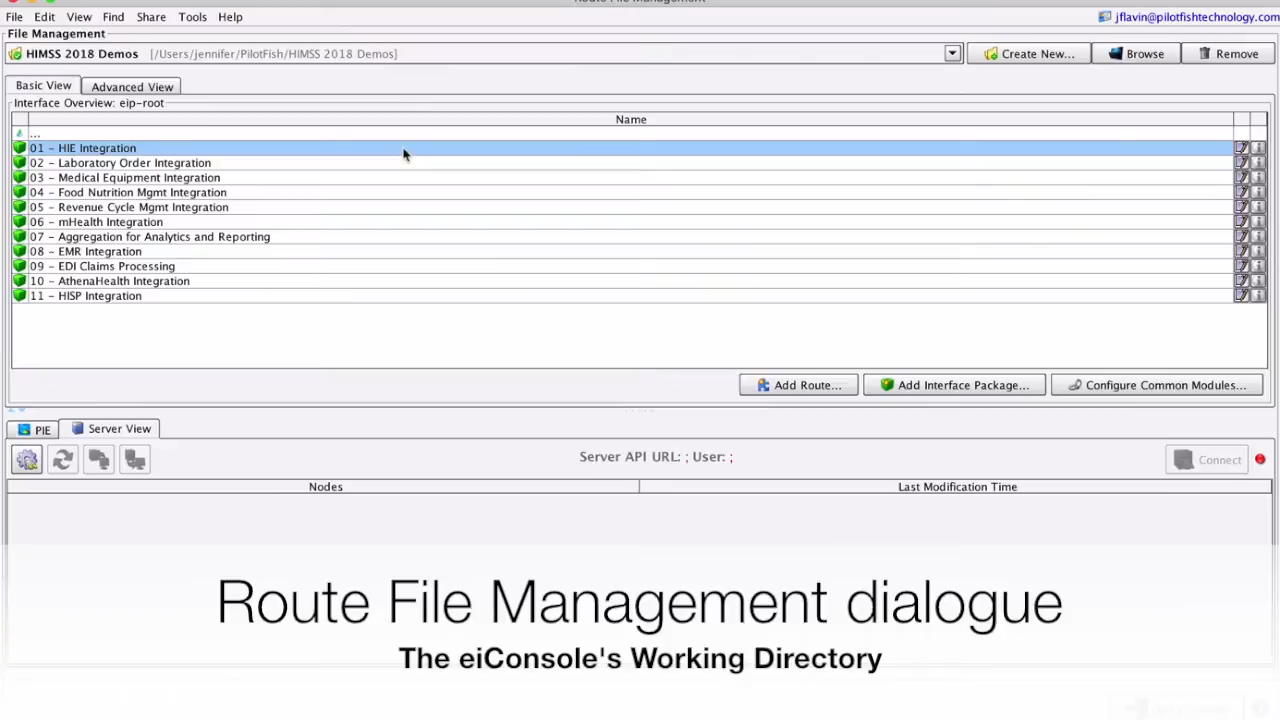 Route File Management
File Edit View Find Share Tools Help jflavin@pilotfishtechnology.com
File Management
HIMSS 2018 Demos [/Users/jennifer/PilotFish/HIMSS 2018 Demos] Create New... Browse Remove
Basic View Advanced View
Interface Overview: eip-root
Name
...
01 - HIE Integration
02 - Laboratory Order Integration
03 - Medical Equipment Integration
04 - Food Nutrition Mgmt Integration
05 - Revenue Cycle Mgmt Integration
06 - mHealth Integration
07 - Aggregation for Analytics and Reporting
08 - EMR Integration
09 - EDI Claims Processing
10 - AthenaHealth Integration
11 - HISP Integration
Add Route... Add Interface Package... Configure Common Modules...
PIE Server View
Server API URL: ; User: ; Connect
Nodes Last Modification Time
Route File Management dialogue
The eiConsole's Working Directory